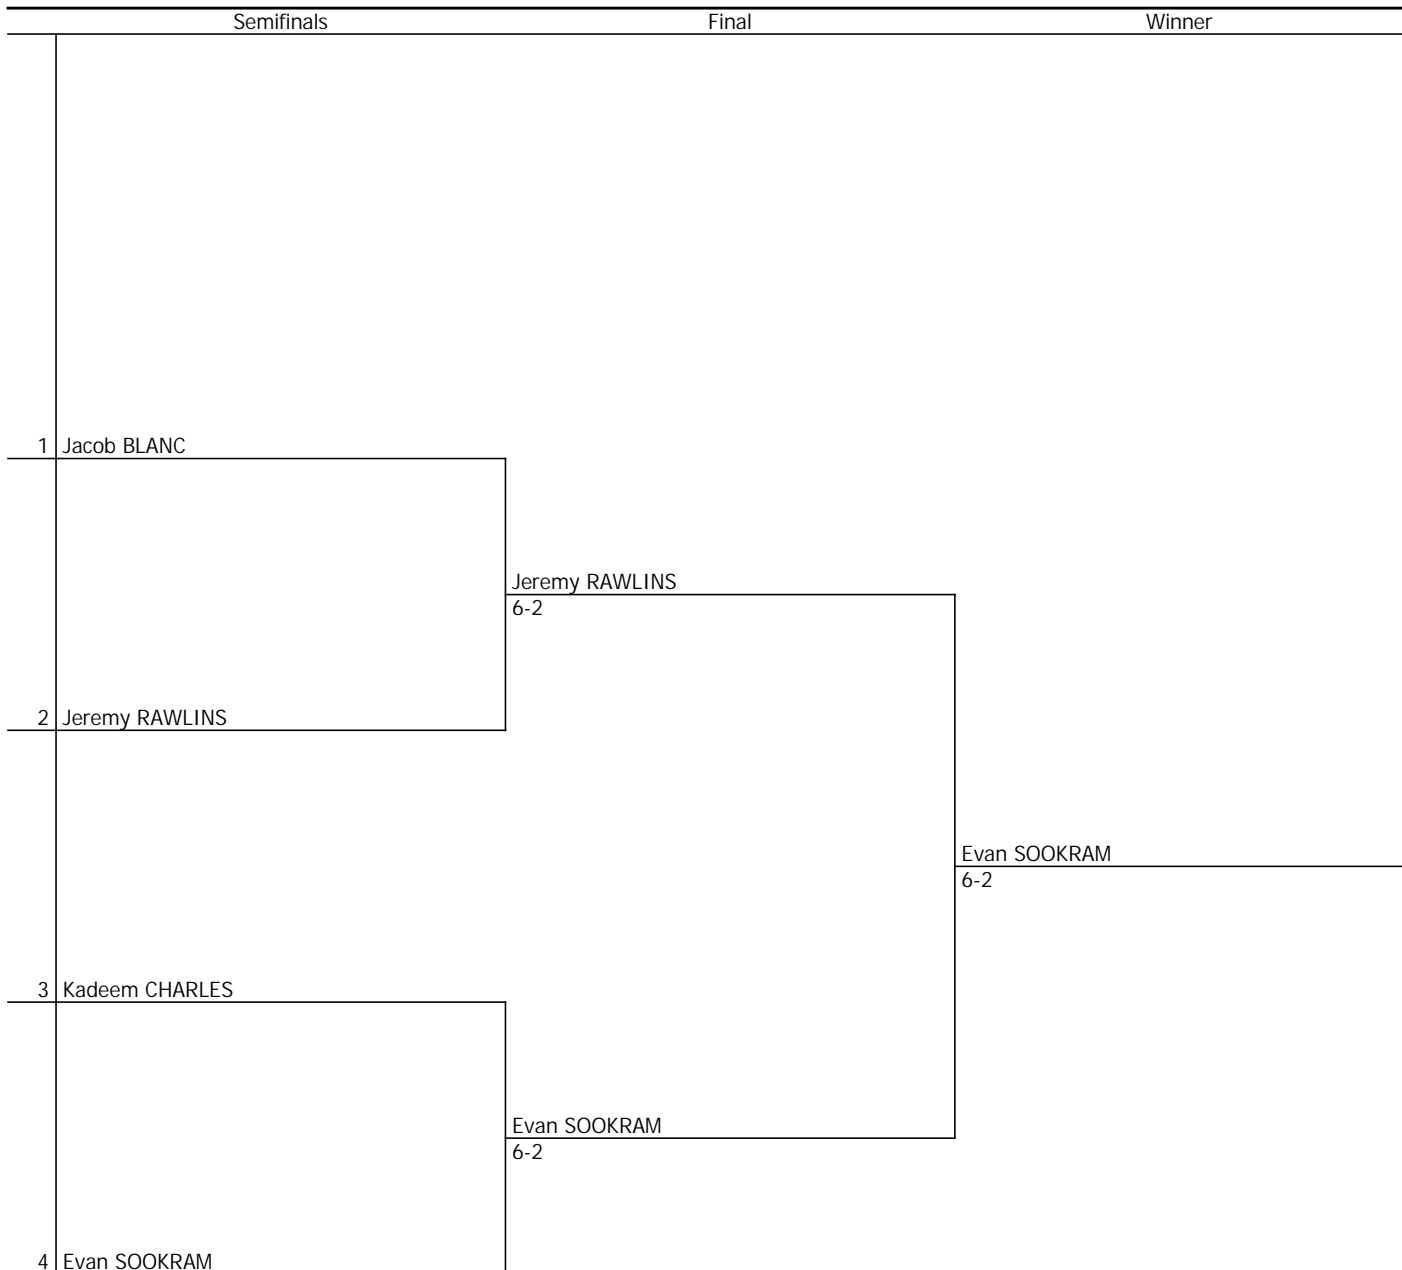 Semifinals Final Winner
1 Jacob BLANC
Jeremy RAWLINS
6-2
2 Jeremy RAWLINS
Evan SOOKRAM
6-2
3 Kadeem CHARLES
Evan SOOKRAM
6-2
4 Evan SOOKRAM